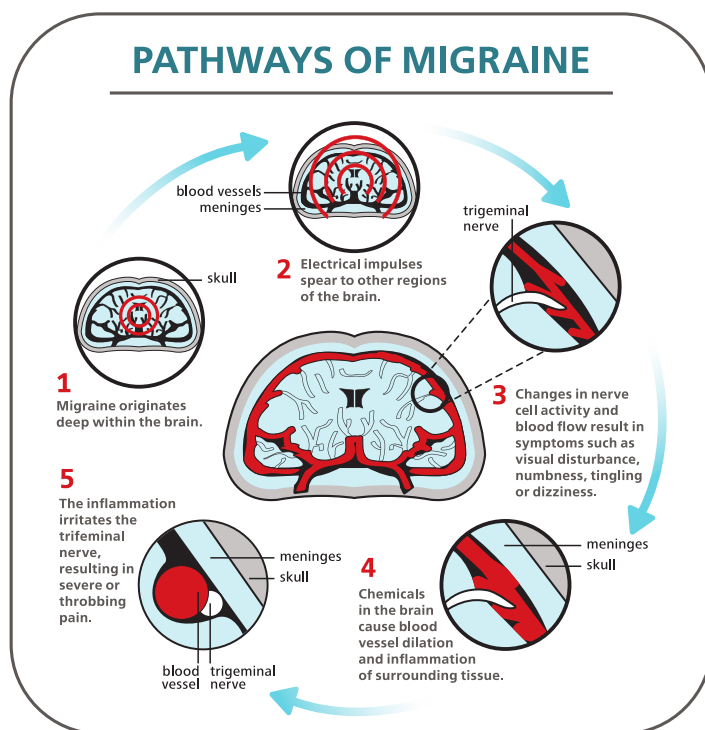 PATHWAYS OF MIGRAINE
blood vessels
meninges
skull
1
Migraine originates
deep within the brain.
2
Electrical impulses
spear to other regions
of the brain.
trigeminal
nerve
3
Changes in nerve
cell activity and
blood flow result in
symptoms such as
visual disturbance,
numbness, tingling
or dizziness.
meninges
skull
4
Chemicals
in the brain
cause blood
vessel dilation
and inflammation
of surrounding tissue.
5
The inflammation
irritates the
trifeminal
nerve,
resulting in
severe or
throbbing
pain.
meninges
skull
blood
vessel
trigeminal
nerve